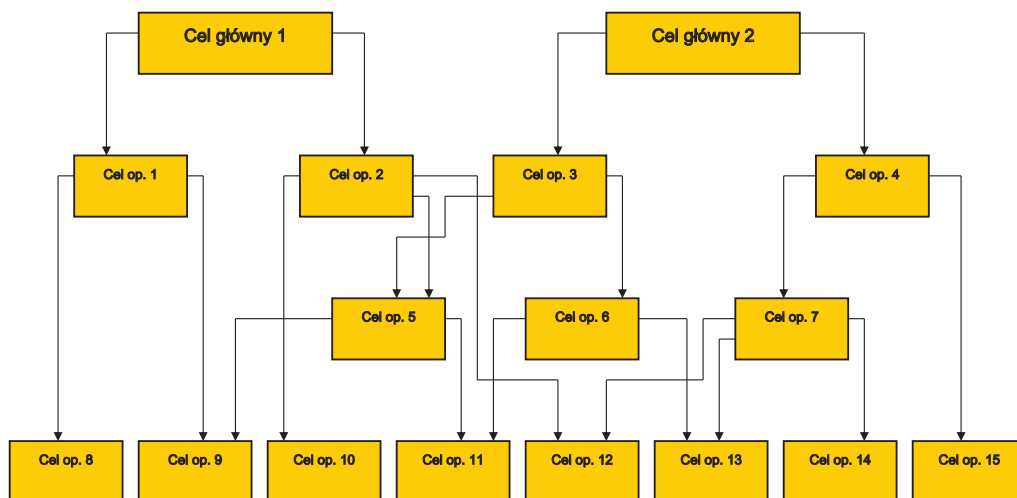 Cel główny 1
Cel główny 2
Cel op. 1
Cel op. 2
Cel op. 3
Cel op. 4
Cel op. 5
Cel op. 6
Cel op. 7
Cel op. 8
Cel op. 9
Cel op. 10
Cel op. 11
Cel op. 12
Cel op. 13
Cel op. 14
Cel op. 15